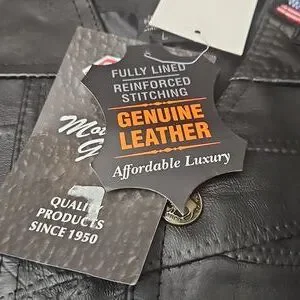 FULLY LINED
REINFORCED
STITCHING
GENUINE
LEATHER
Affordable Luxury
QUALITY
PRODUCTS
SINCE 1950